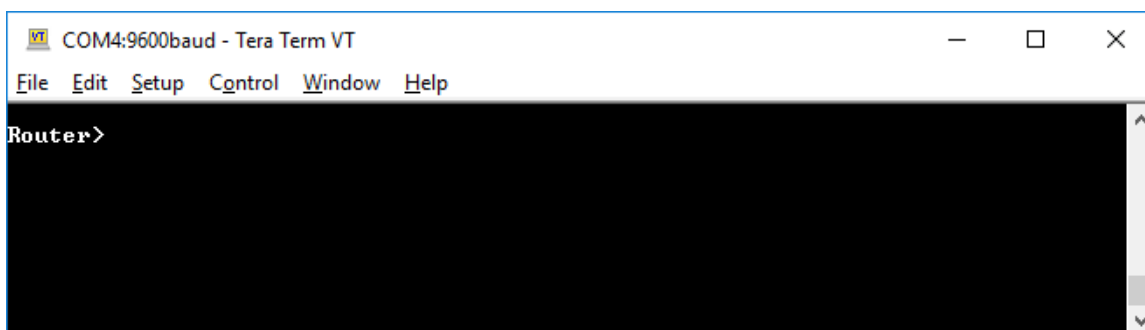 COM4:9600baud - Tera Term VT
File Edit Setup Control Window Help
Router>